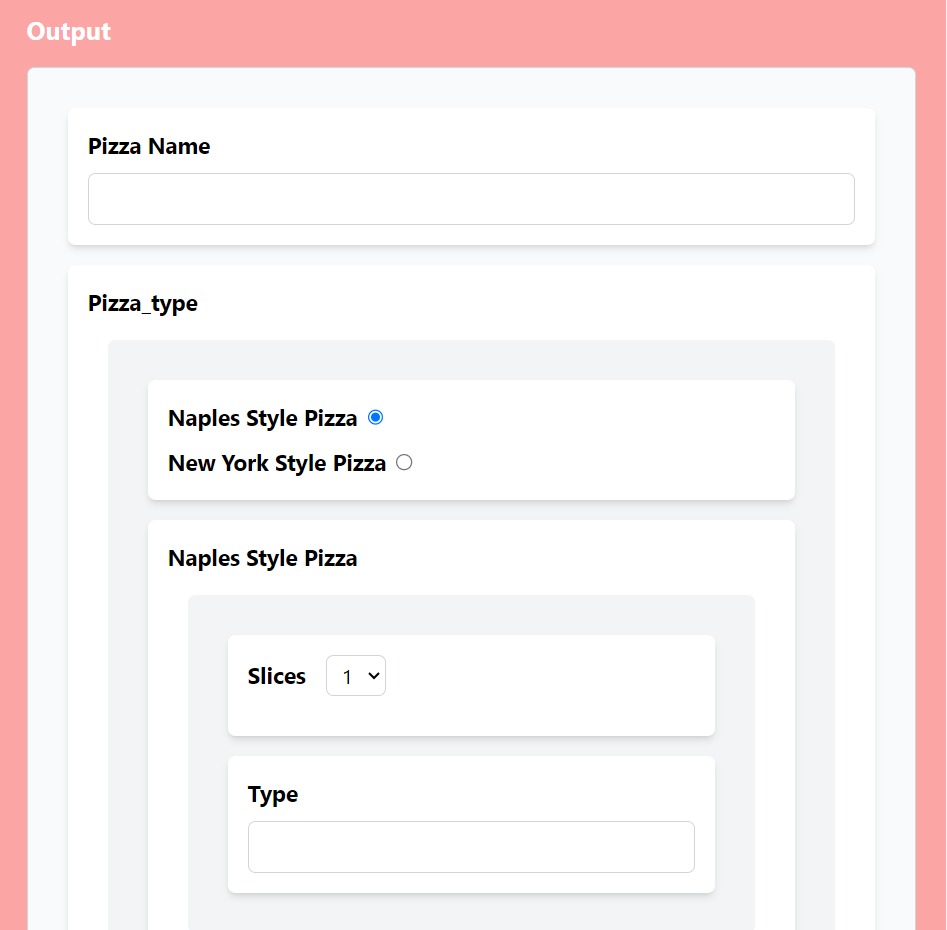 Output
Pizza Name
Pizza_type
Naples Style Pizza
New York Style Pizza
Naples Style Pizza
Slices 1
Type